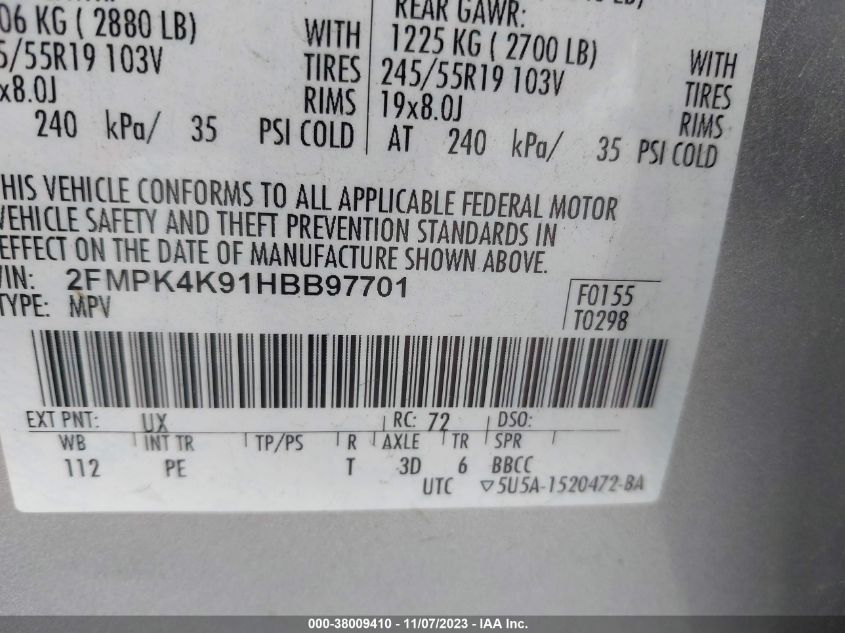 06 KG ( 2880 LB) WITH
5/55R19 103V TIRES
x8.0J RIMS
240 kPa/ 35 PSI COLD
REAR GAWR:
1225 KG ( 2700 LB) WITH
245/55R19 103V TIRES
19x8.0J RIMS
AT 240 kPa/ 35 PSI COLD
THIS VEHICLE CONFORMS TO ALL APPLICABLE FEDERAL MOTOR
VEHICLE SAFETY AND THEFT PREVENTION STANDARDS IN
EFFECT ON THE DATE OF MANUFACTURE SHOWN ABOVE.
VIN: 2FMPK4K91HBB97701
TYPE: MPV
F0155
T0298
EXT PNT: UX RC: 72 DSO:
WB INT TR TP/PS R AXLE TR SPR
112 PE T 3D 6 BBCC
UTC ▽5U5A-1520472-BA
000-38009410 - 11/07/2023 - IAA Inc.